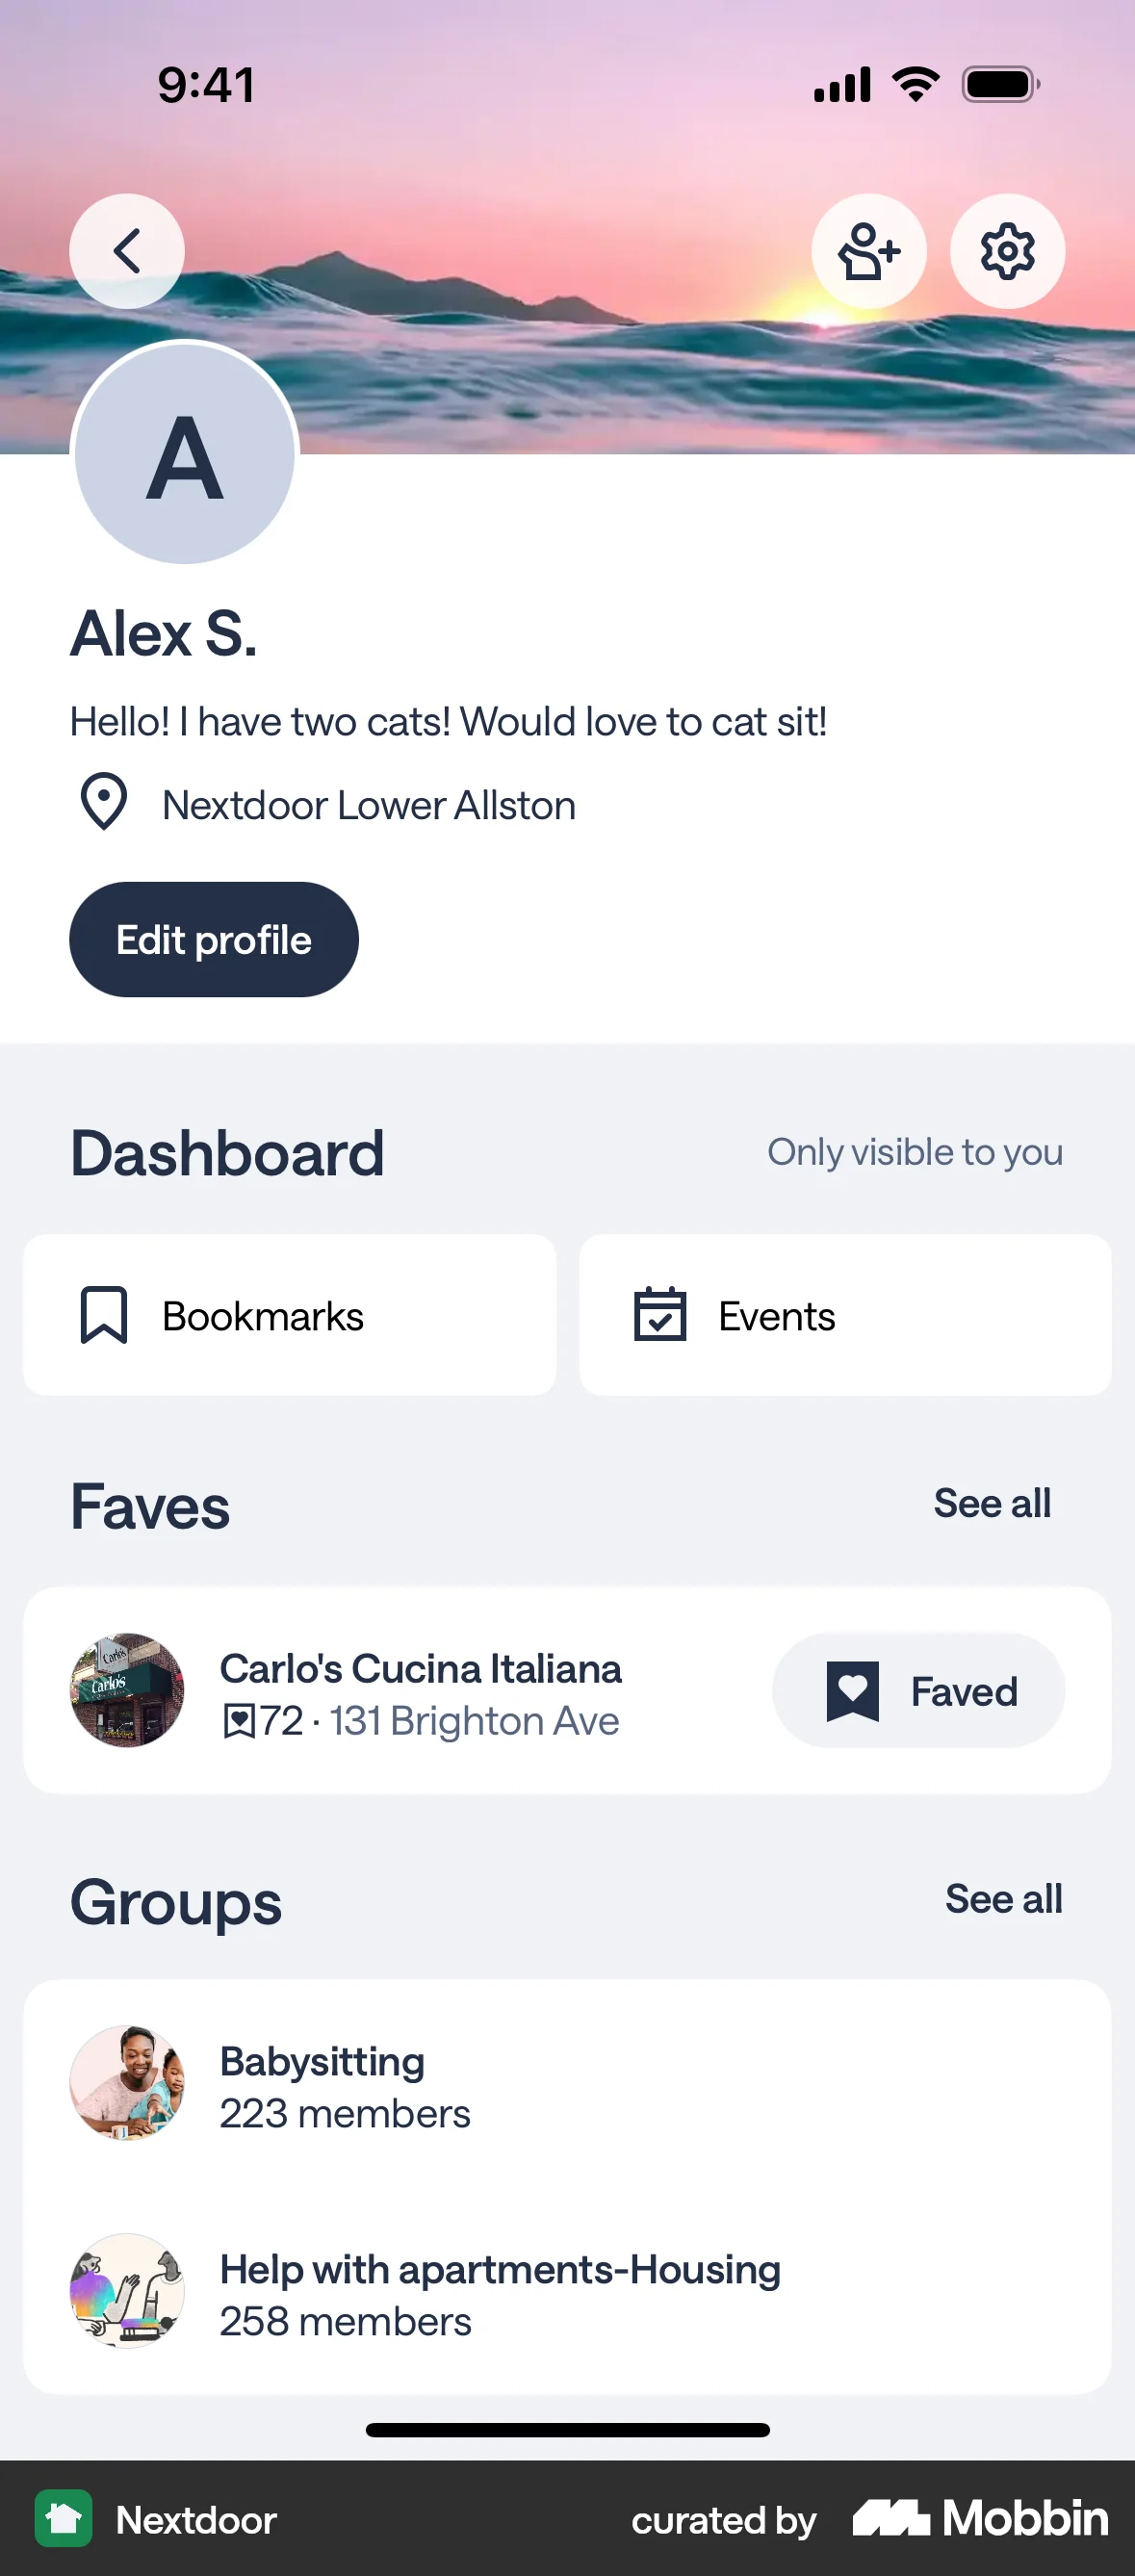 9:41
A
Alex S.
Hello! I have two cats! Would love to cat sit!
Nextdoor Lower Allston
Edit profile
Dashboard
Only visible to you
Bookmarks
Events
Faves
See all
Carlo's
Carlo's
Carlo's Cucina Italiana
72 · 131 Brighton Ave
Faved
Groups
See all
Babysitting
223 members
Help with apartments-Housing
258 members
Nextdoor
curated by
Mobbin